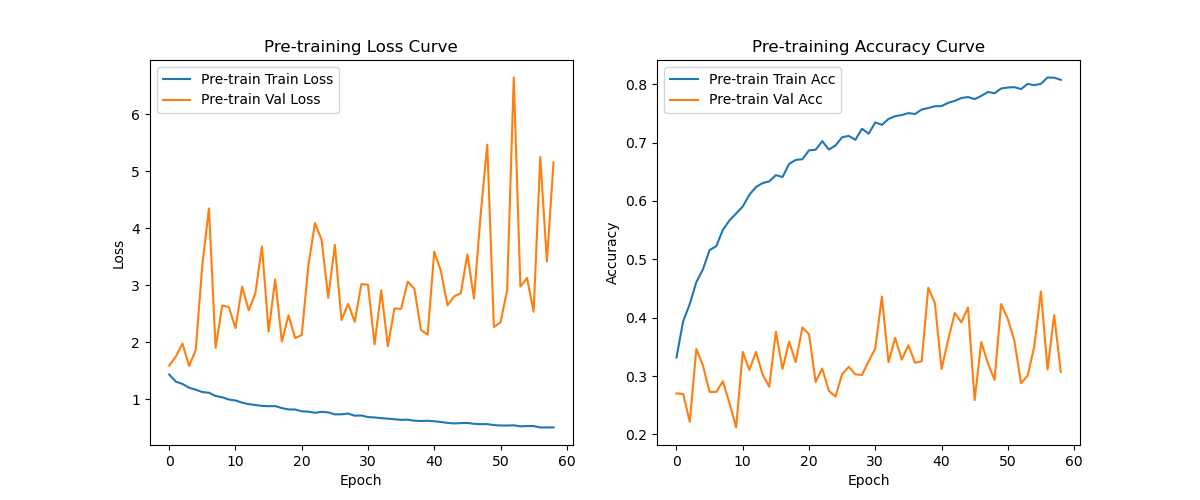 Pre-training Loss Curve
Pre-train Train Loss
Pre-train Val Loss
6
5
4
3
2
1
Loss
0 10 20 30 40 50 60
Epoch
Pre-training Accuracy Curve
Pre-train Train Acc
Pre-train Val Acc
0.8
0.7
0.6
0.5
0.4
0.3
0.2
Accuracy
0 10 20 30 40 50 60
Epoch